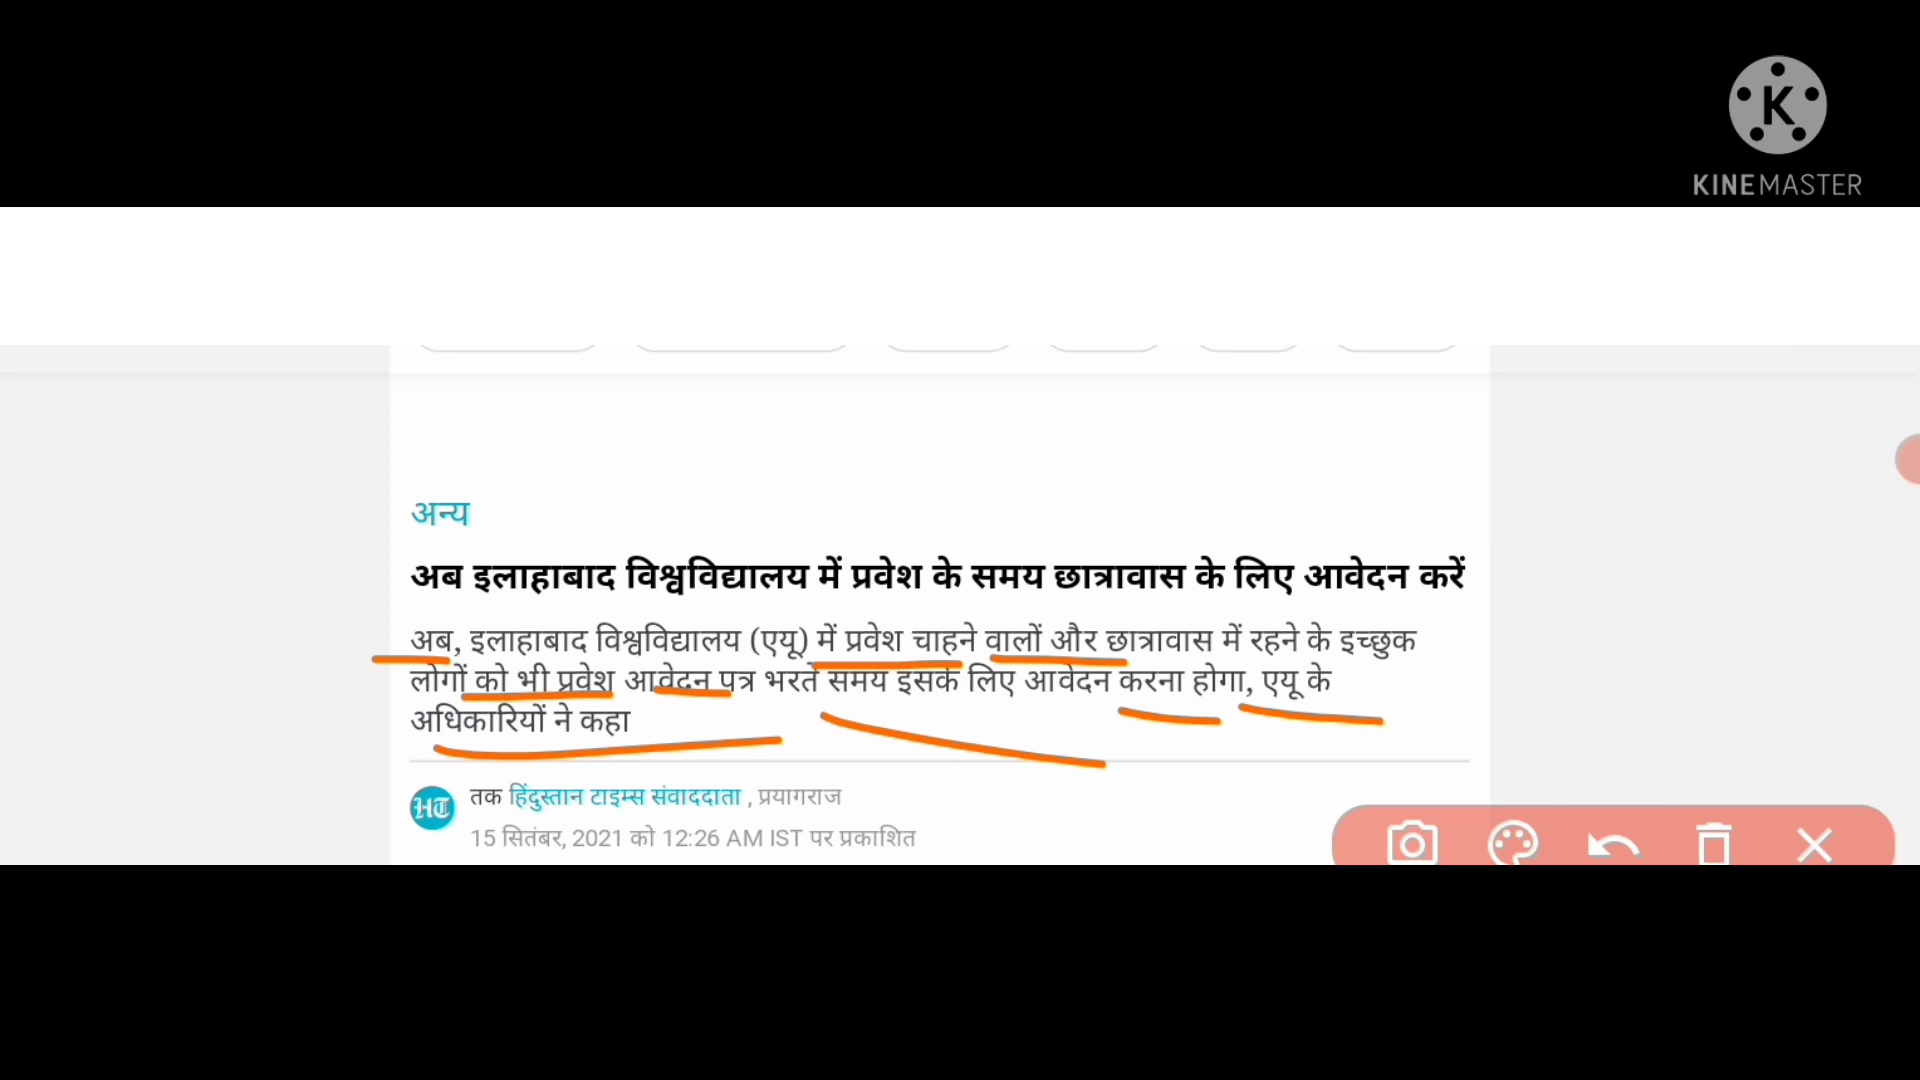 KINEMASTER
अन्य
अब इलाहाबाद विश्वविद्यालय में प्रवेश के समय छात्रावास के लिए आवेदन करें
अब, इलाहाबाद विश्वविद्यालय (एयू) में प्रवेश चाहने वालों और छात्रावास में रहने के इच्छुक
लोगों को भी प्रवेश आवेदन पत्र भरते समय इसके लिए आवेदन करना होगा, एयू के
अधिकारियों ने कहा
HT तक हिंदुस्तान टाइम्स संवाददाता , प्रयागराज
15 सितंबर, 2021 को 12:26 AM IST पर प्रकाशित